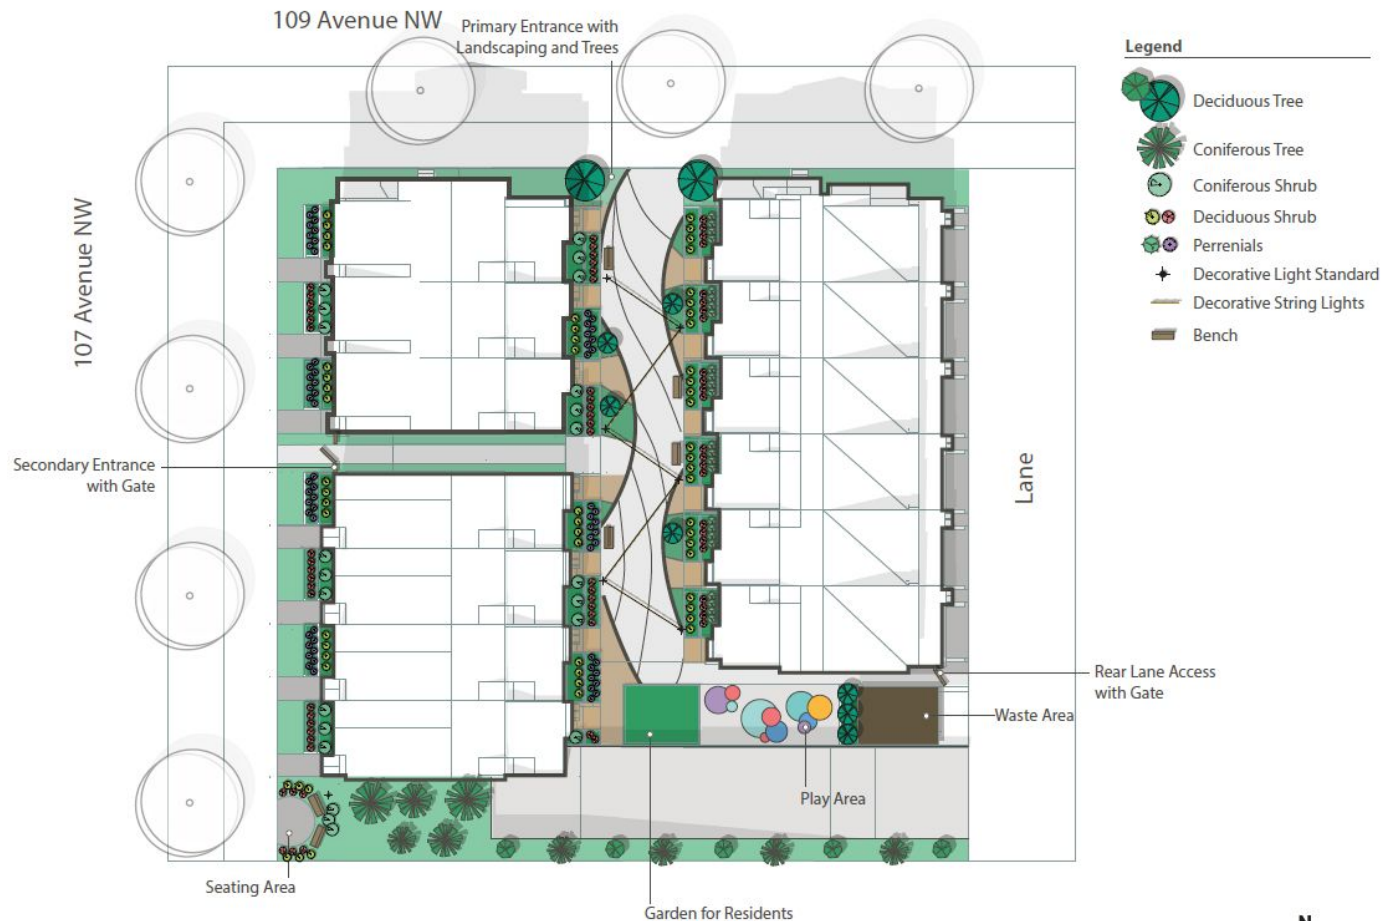 109 Avenue NW
Primary Entrance with
Landscaping and Trees
Legend
Deciduous Tree
Coniferous Tree
Coniferous Shrub
Deciduous Shrub
Perrenials
Decorative Light Standard
Decorative String Lights
Bench
107 Avenue NW
Secondary Entrance
with Gate
Lane
Rear Lane Access
with Gate
Waste Area
Play Area
Seating Area
Garden for Residents
N